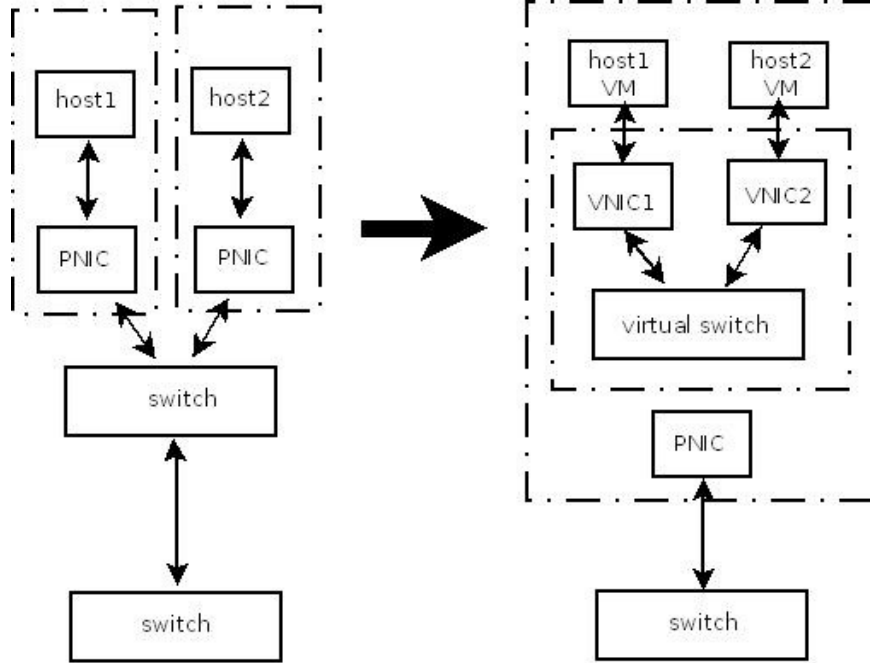 host1
host2
PNIC
PNIC
switch
switch
host1
VM
host2
VM
VNIC1
VNIC2
virtual switch
PNIC
switch